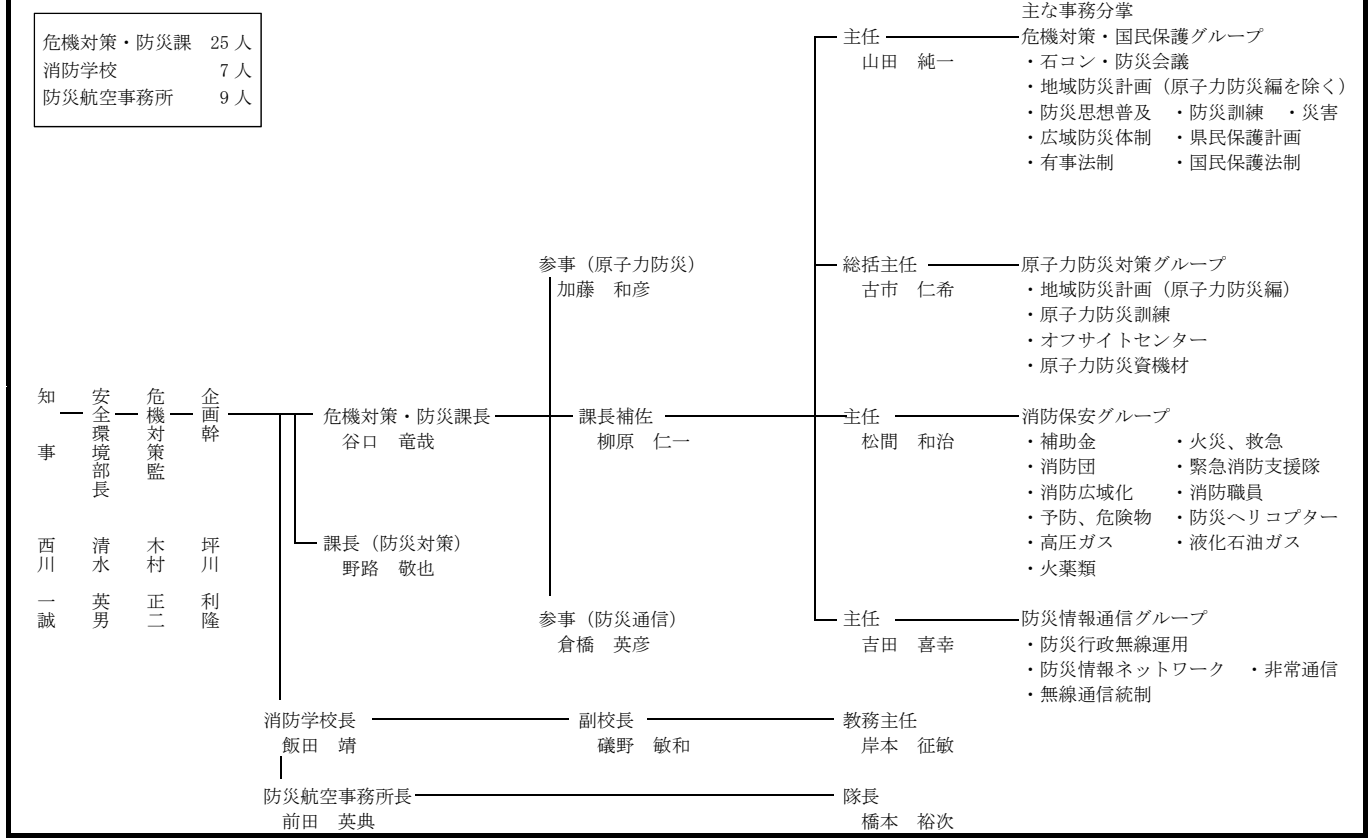 危機対策・防災課 25人
消防学校 7人
防災航空事務所 9人
主な事務分掌
主任 危機対策・国民保護グループ
山田 純一 ・石コン・防災会議
・地域防災計画（原子力防災編を除く）
・防災思想普及 ・防災訓練 ・災害
・広域防災体制 ・県民保護計画
・有事法制 ・国民保護法制
参事（原子力防災） 総括主任 原子力防災対策グループ
加藤 和彦 古市 仁希 ・地域防災計画（原子力防災編）
・原子力防災訓練
・オフサイトセンター
・原子力防災資機材
知事 西川 一誠
安全環境部長 清水 英男
危機対策監 木村 正二
企画幹 坪川 利隆
危機対策・防災課長 課長補佐 主任 消防保安グループ
谷口 竜哉 柳原 仁一 松間 和治 ・補助金 ・火災、救急
・消防団 ・緊急消防支援隊
・消防広域化 ・消防職員
・予防、危険物 ・防災ヘリコプター
課長（防災対策） ・高圧ガス ・液化石油ガス
野路 敬也 ・火薬類
参事（防災通信） 主任 防災情報通信グループ
倉橋 英彦 吉田 喜幸 ・防災行政無線運用
・防災情報ネットワーク ・非常通信
・無線通信統制
消防学校長 副校長 教務主任
飯田 靖 礒野 敏和 岸本 征敏
防災航空事務所長 隊長
前田 英典 橋本 裕次